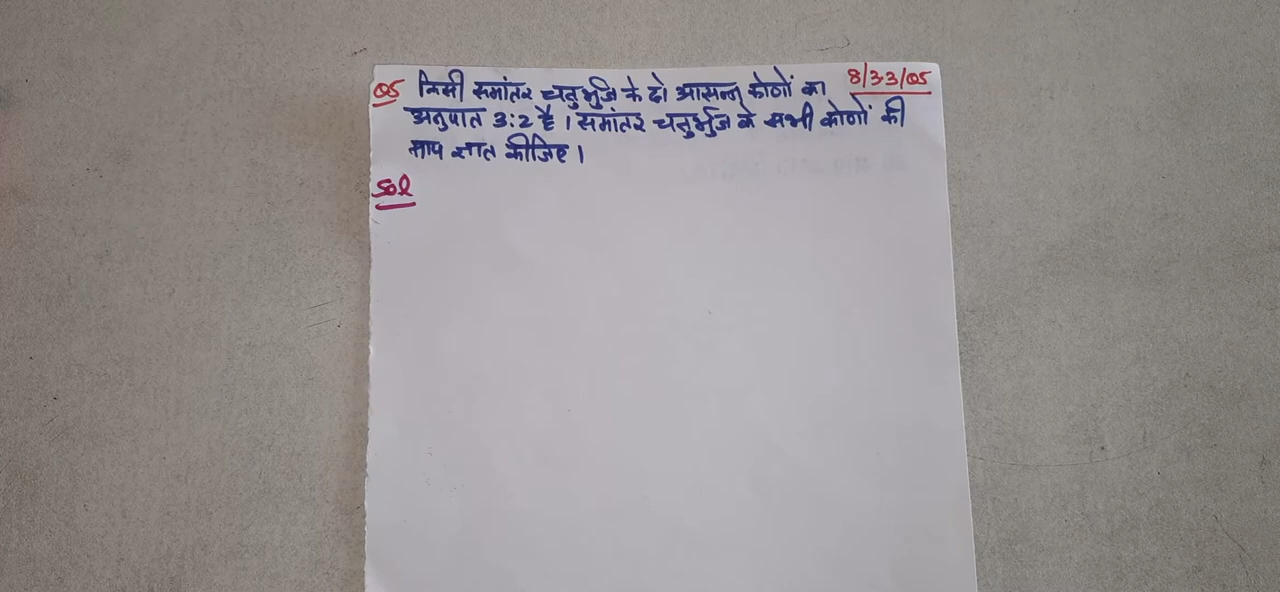 Q5 किसी समांतर चतुर्भुज के दो आसन्न कोणों का 8/3.3/Q5
अनुपात 3:2 है। समांतर चतुर्भुज के सभी कोणों की
माप ज्ञात कीजिए।
Sol